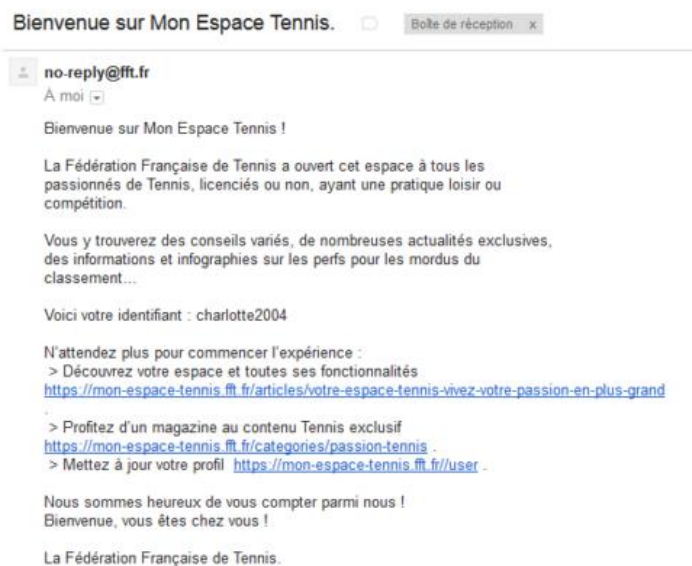 Bienvenue sur Mon Espace Tennis.
Boîte de réception x
no-reply@fft.fr
À moi
Bienvenue sur Mon Espace Tennis !
La Fédération Française de Tennis a ouvert cet espace à tous les
passionnés de Tennis, licenciés ou non, ayant une pratique loisir ou
compétition.
Vous y trouverez des conseils variés, de nombreuses actualités exclusives,
des informations et infographies sur les perfs pour les mordus du
classement...
Voici votre identifiant : charlotte2004
N'attendez plus pour commencer l'expérience :
> Découvrez votre espace et toutes ses fonctionnalités
https://mon-espace-tennis.fft.fr/articles/votre-espace-tennis-vivez-votre-passion-en-plus-grand
.
> Profitez d'un magazine au contenu Tennis exclusif
https://mon-espace-tennis.fft.fr/categories/passion-tennis .
> Mettez à jour votre profil https://mon-espace-tennis.fft.fr//user .
Nous sommes heureux de vous compter parmi nous !
Bienvenue, vous êtes chez vous !
La Fédération Française de Tennis.